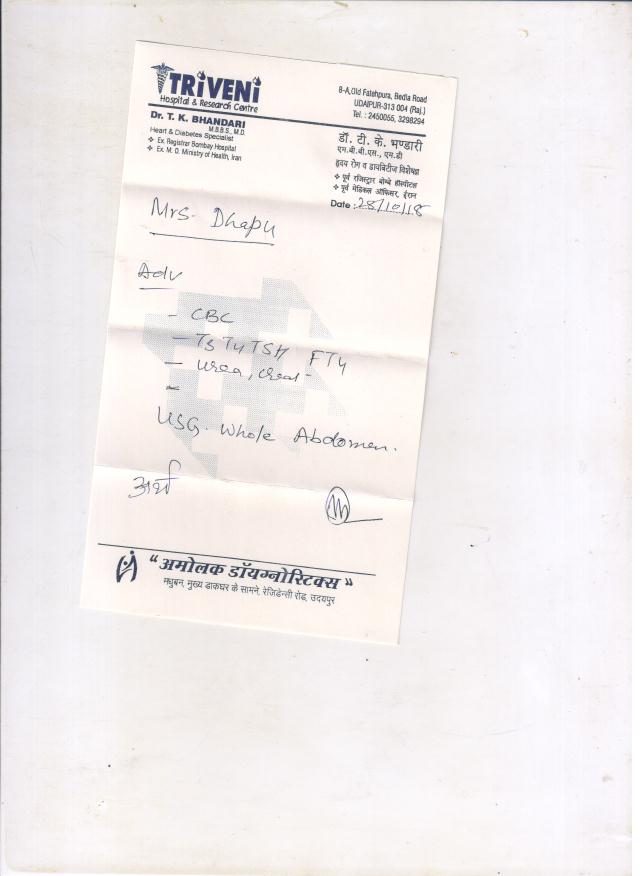 TRIVENI
Hospital & Research Centre
8-A,Old Fatehpura, Bedla Road
UDAIPUR-313 004 (Raj.)
Tel. : 2450055, 3298294
Dr. T. K. BHANDARI
M.B.B.S., M.D.
Heart & Diabetes Specialist
❖ Ex. Registrar Bombay Hospital
❖ Ex. M. O. Ministry of Health, Iran
डॉ. टी. के. भण्डारी
एम.बी.बी.एस., एम.डी
हृदय रोग व डायबिटीज विशेषज्ञ
❖ पूर्व रजिस्ट्रार बोम्बे हॉस्पीटल
❖ पूर्व मेडिकल ऑफिसर, ईरान
Date : 28/10/18
Mrs. Dhapu
Adv
- CBC
- T3 T4 TSH FT4
- Urea, Creat -
USG. Whole Abdomen.
"अमोलक डॉयग्नोस्टिक्स"
मधुबन, मुख्य डाकघर के सामने, रेजिडेन्सी रोड, उदयपुर